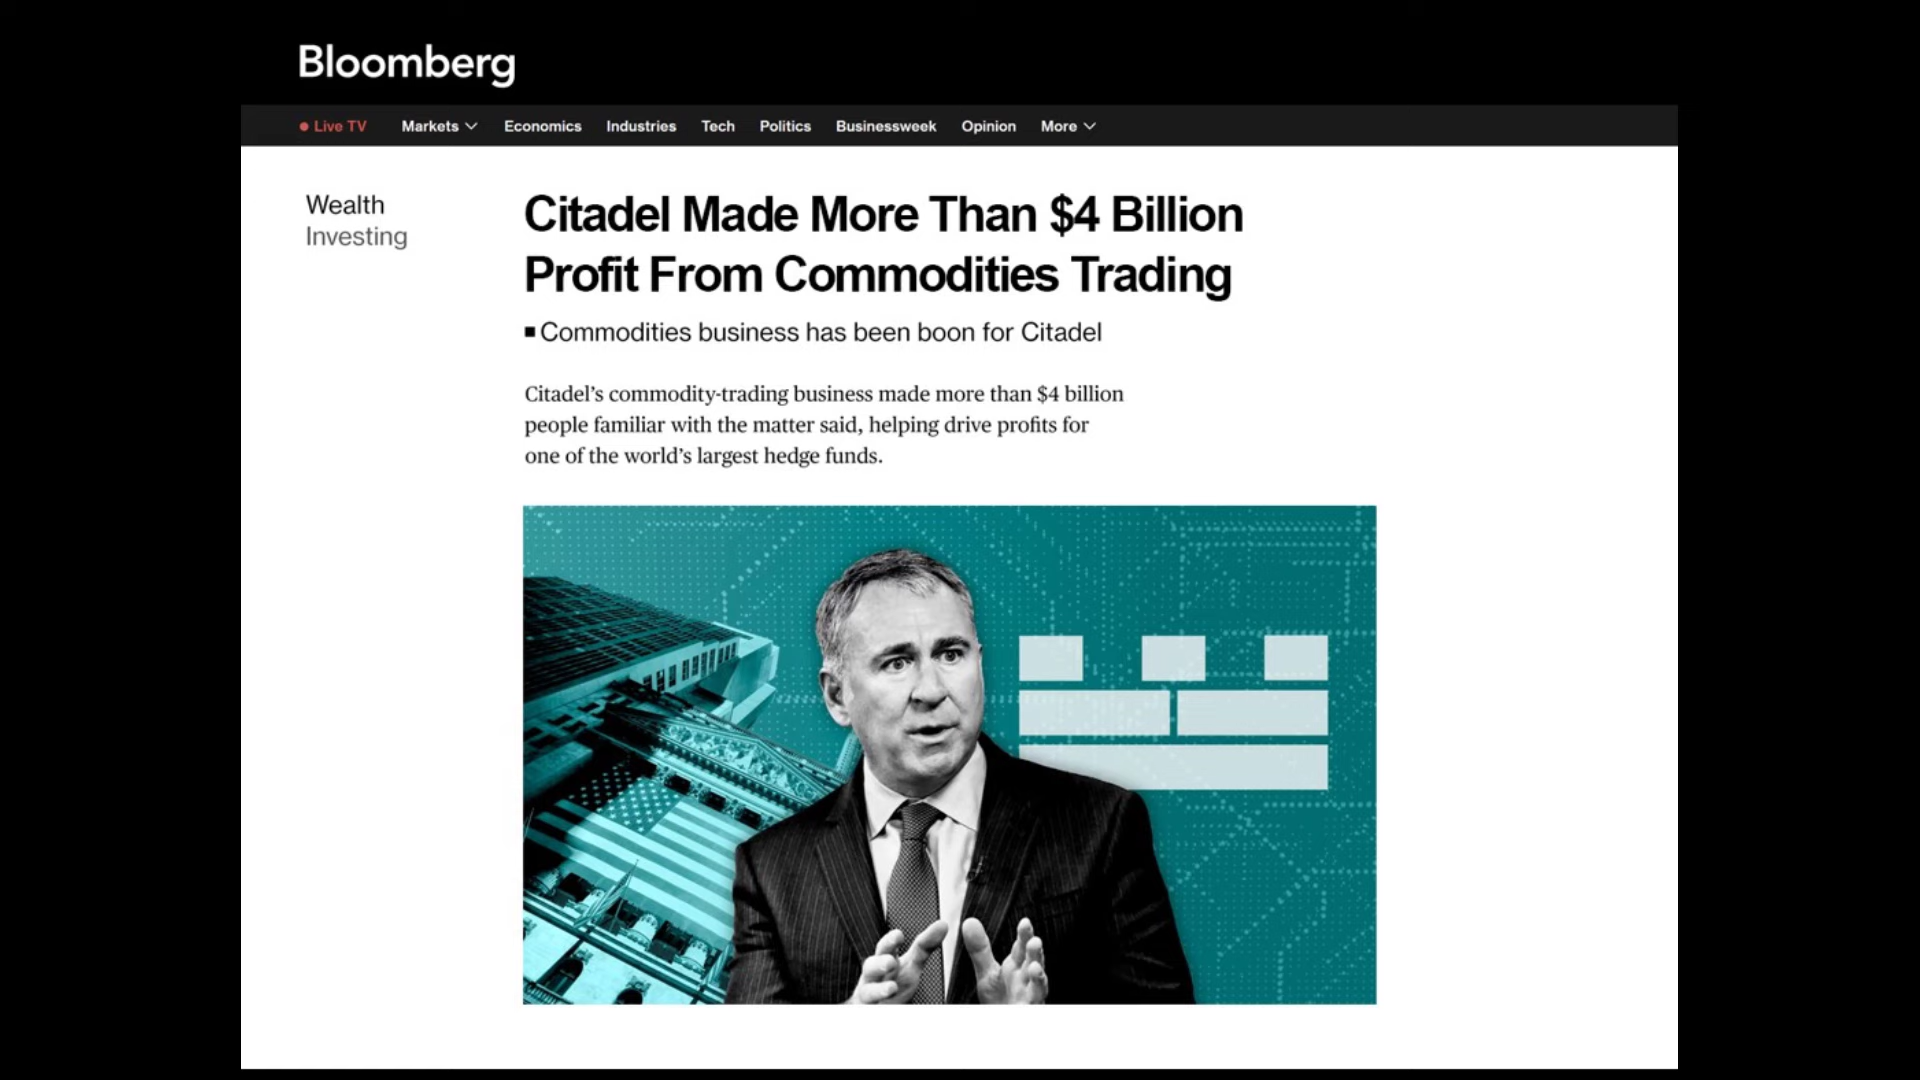 Bloomberg
Live TV Markets Economics Industries Tech Politics Businessweek Opinion More
Wealth
Investing
Citadel Made More Than $4 Billion
Profit From Commodities Trading
Commodities business has been boon for Citadel
Citadel’s commodity-trading business made more than $4 billion
people familiar with the matter said, helping drive profits for
one of the world’s largest hedge funds.